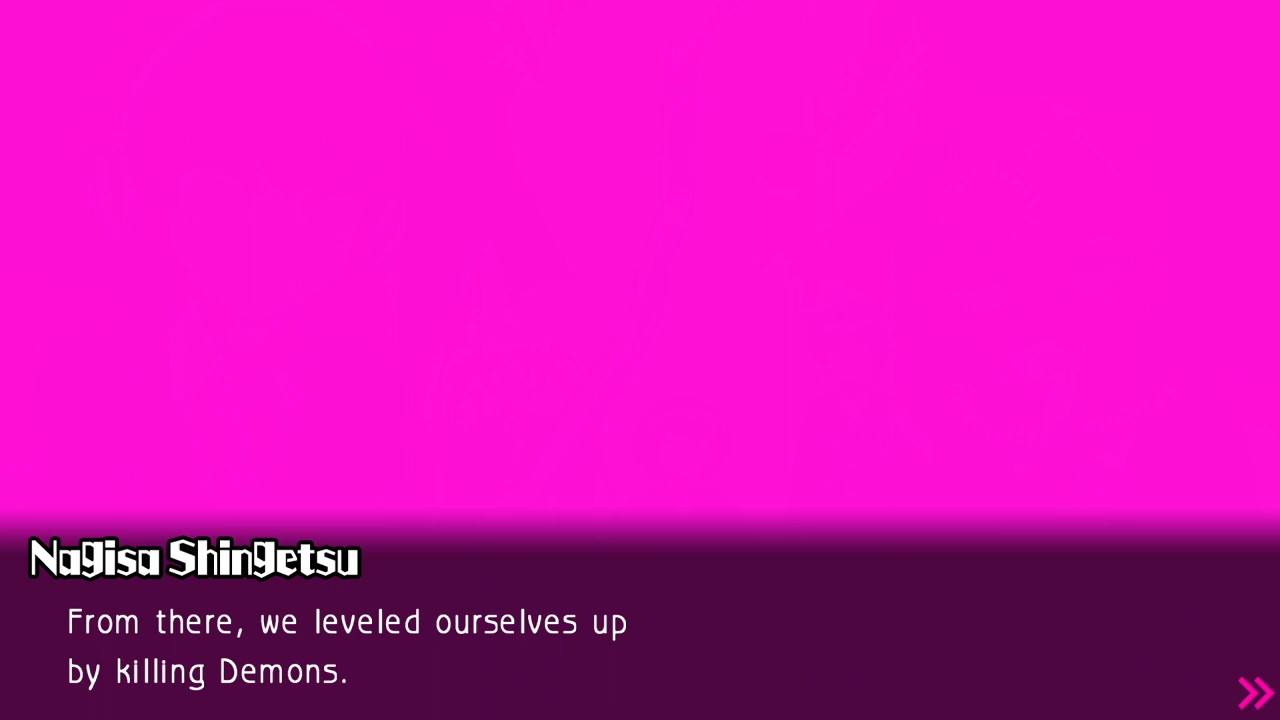 Nagisa Shingetsu
From there, we leveled ourselves up
by killing Demons.